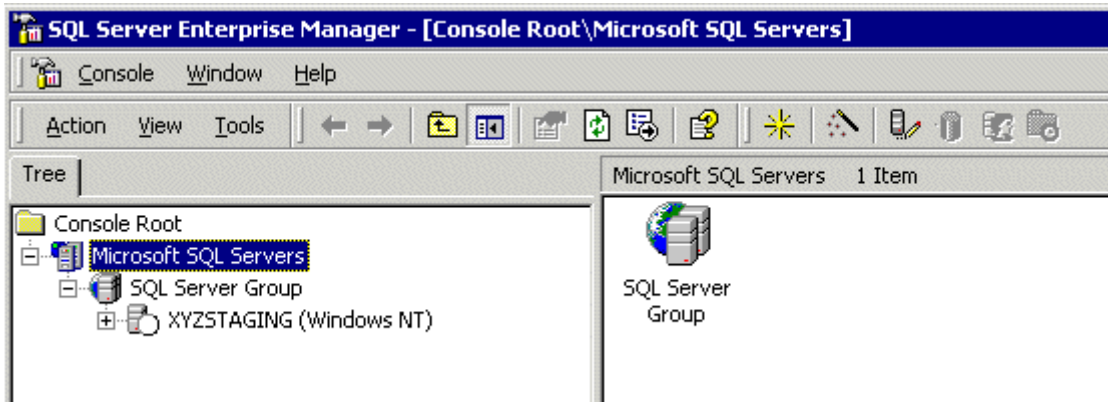 SQL Server Enterprise Manager - [Console Root\Microsoft SQL Servers]
Console Window Help
Action View Tools
Tree
Microsoft SQL Servers 1 Item
Console Root
Microsoft SQL Servers
SQL Server Group
XYZSTAGING (Windows NT)
SQL Server
Group